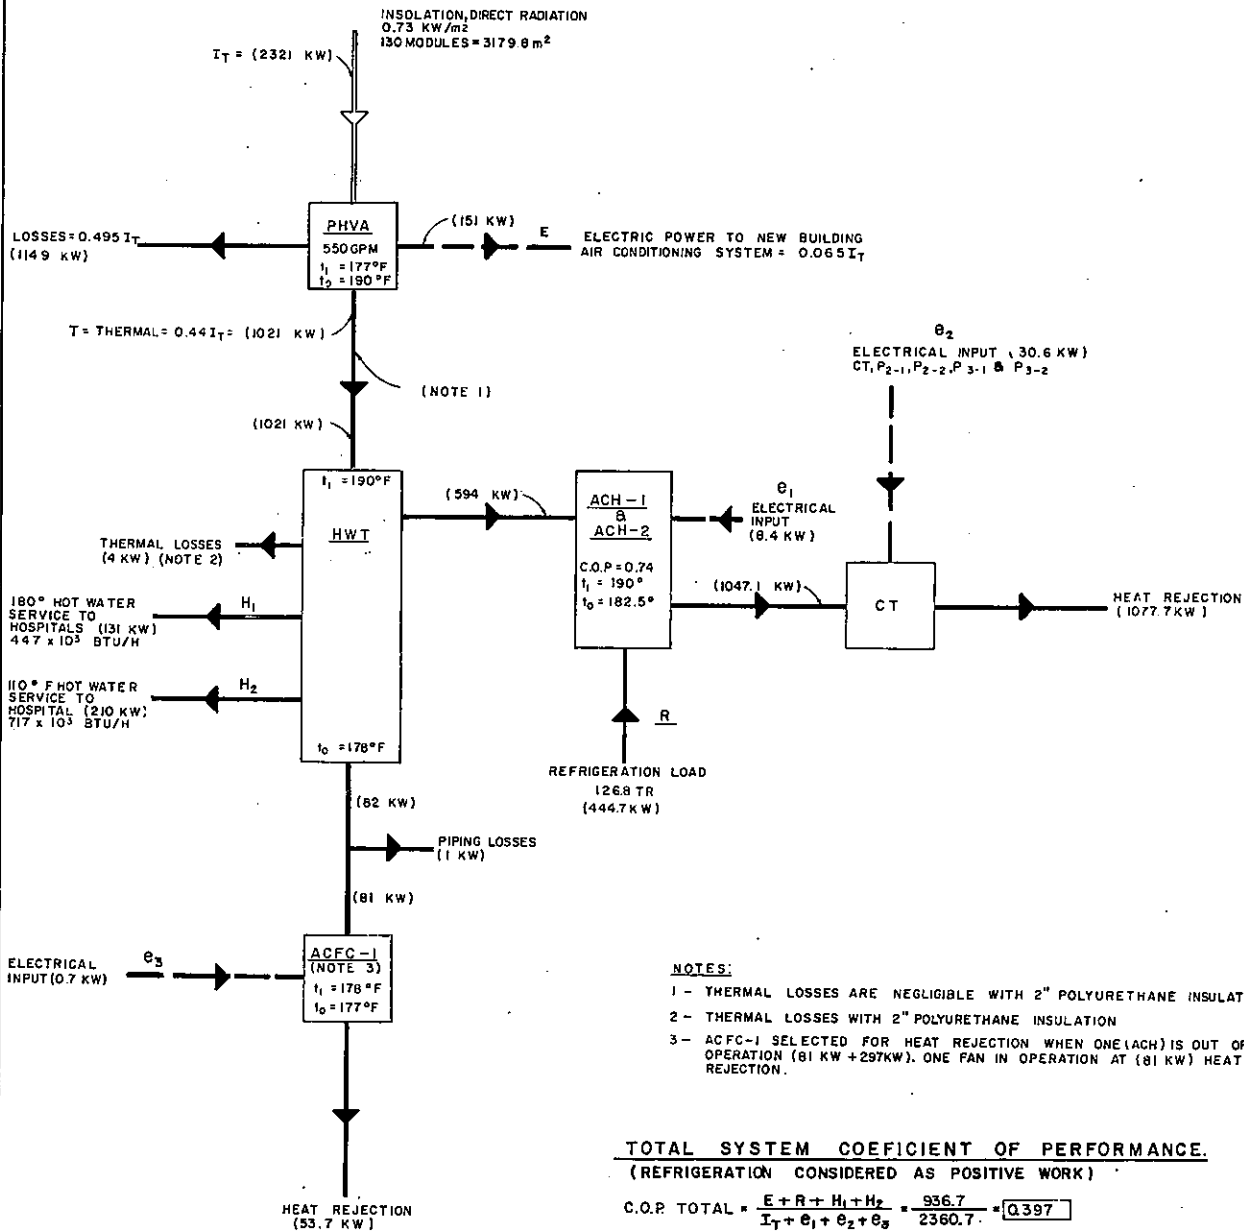 INSOLATION, DIRECT RADIATION
0.73 KW/m2
130 MODULES = 3179.8 m²
I_T = (2321 KW)
PHVA
550 GPM
t₁ = 177°F
t₂ = 190°F
LOSSES = 0.495 I_T
(1149 KW)
(151 KW)
E
ELECTRIC POWER TO NEW BUILDING
AIR CONDITIONING SYSTEM = 0.065 I_T
T = THERMAL = 0.44 I_T = (1021 KW)
(NOTE 1)
(1021 KW)
e₂
ELECTRICAL INPUT (30.6 KW)
CT, P₂₋₁, P₂₋₂, P₃₋₁ & P₃₋₂
t₁ = 190°F
HWT
t₀ = 178°F
(594 KW)
ACH-1
&
ACH-2
C.O.P = 0.74
t₁ = 190°
t₀ = 182.5°
e₁
ELECTRICAL
INPUT
(8.4 KW)
THERMAL LOSSES
(4 KW) (NOTE 2)
180° HOT WATER
SERVICE TO
HOSPITALS (131 KW)
447 x 10³ BTU/H
H₁
110° F HOT WATER
SERVICE TO
HOSPITAL (210 KW)
717 x 10³ BTU/H
H₂
(1047.1 KW)
CT
HEAT REJECTION
(1077.7 KW)
R
REFRIGERATION LOAD
126.8 TR
(444.7 KW)
(82 KW)
PIPING LOSSES
(1 KW)
(81 KW)
ELECTRICAL
INPUT (0.7 KW)
e₃
ACFC-1
(NOTE 3)
t₁ = 178°F
t₀ = 177°F
HEAT REJECTION
(53.7 KW)
NOTES:
1 - THERMAL LOSSES ARE NEGLIGIBLE WITH 2" POLYURETHANE INSULAT
2 - THERMAL LOSSES WITH 2" POLYURETHANE INSULATION
3 - ACFC-1 SELECTED FOR HEAT REJECTION WHEN ONE (ACH) IS OUT OF
OPERATION (81 KW + 297KW). ONE FAN IN OPERATION AT (81 KW) HEAT
REJECTION.
TOTAL SYSTEM COEFICIENT OF PERFORMANCE.
(REFRIGERATION CONSIDERED AS POSITIVE WORK)
C.O.P. TOTAL = E + R + H₁ + H₂ / I_T + e₁ + e₂ + e₃ = 936.7 / 2360.7 = 0.397